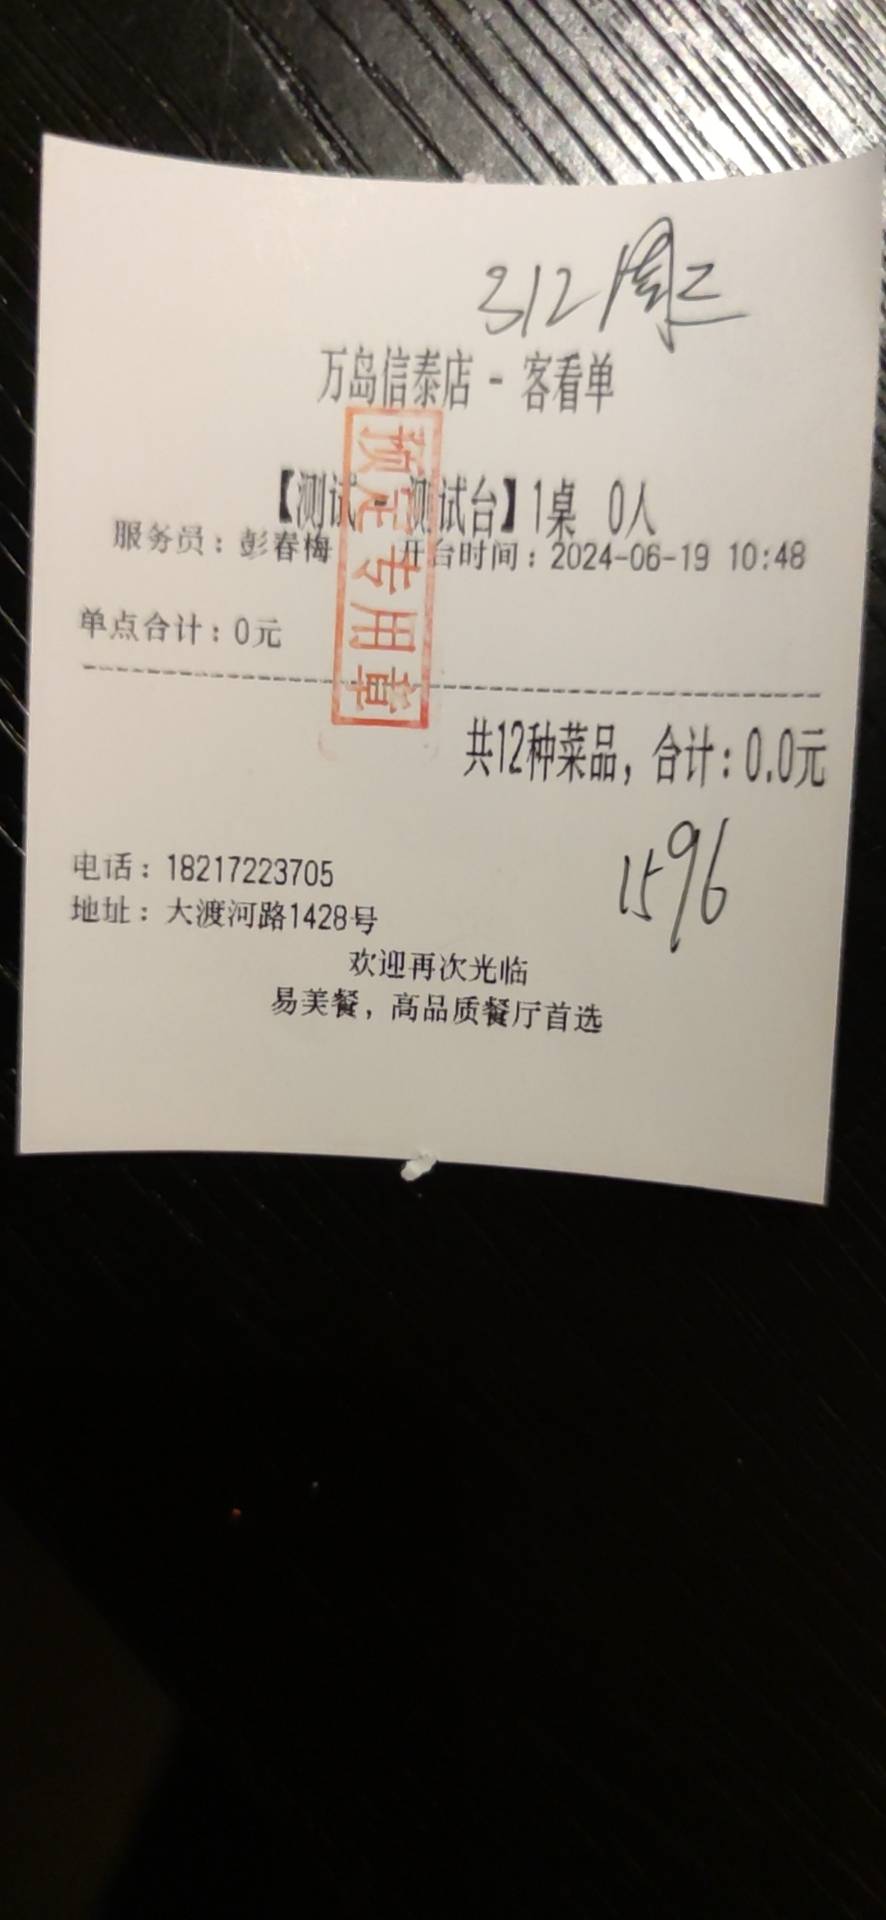 312 周三
万岛信泰店 - 客看单
预定专用章
【测试 - 测试台】1桌 0人
服务员：彭春梅 开台时间：2024-06-19 10:48
单点合计：0元
共12种菜品，合计：0.0元
1596
电话：18217223705
地址：大渡河路1428号
欢迎再次光临
易美餐，高品质餐厅首选